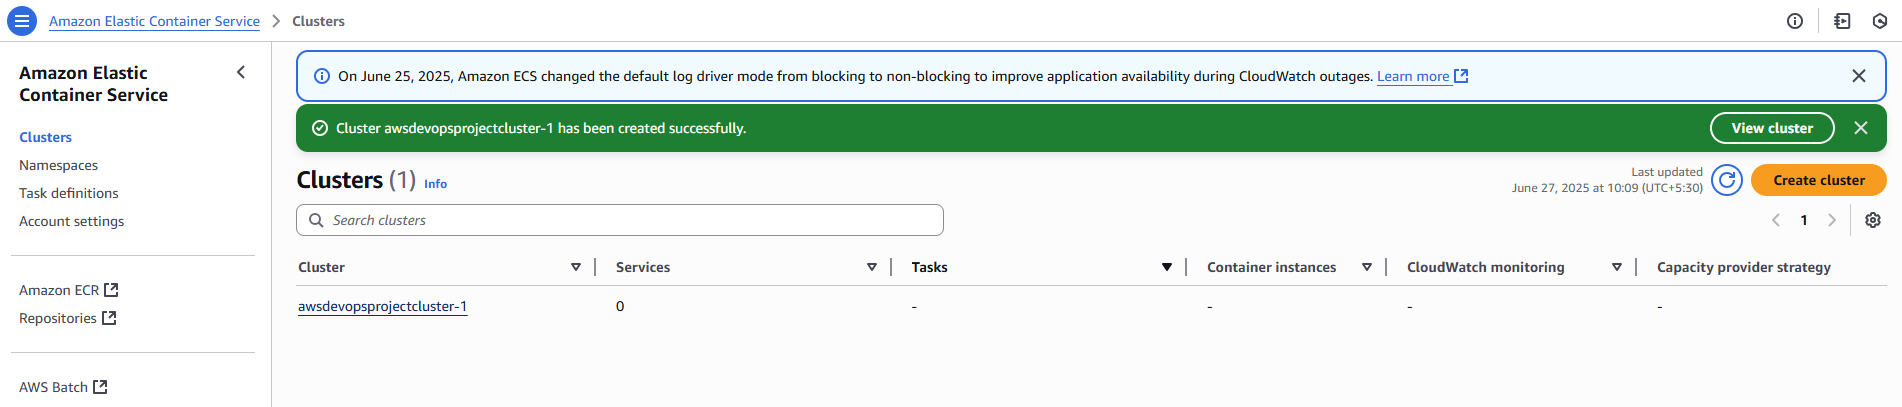 Amazon Elastic Container Service > Clusters
Amazon Elastic
Container Service
Clusters
Namespaces
Task definitions
Account settings
Amazon ECR
Repositories
AWS Batch
On June 25, 2025, Amazon ECS changed the default log driver mode from blocking to non-blocking to improve application availability during CloudWatch outages. Learn more
Cluster awsdevopsprojectcluster-1 has been created successfully. View cluster
Clusters (1) Info
Last updated
June 27, 2025 at 10:09 (UTC+5:30)
Create cluster
Search clusters
1
Cluster Services Tasks Container instances CloudWatch monitoring Capacity provider strategy
awsdevopsprojectcluster-1 0 - - - -